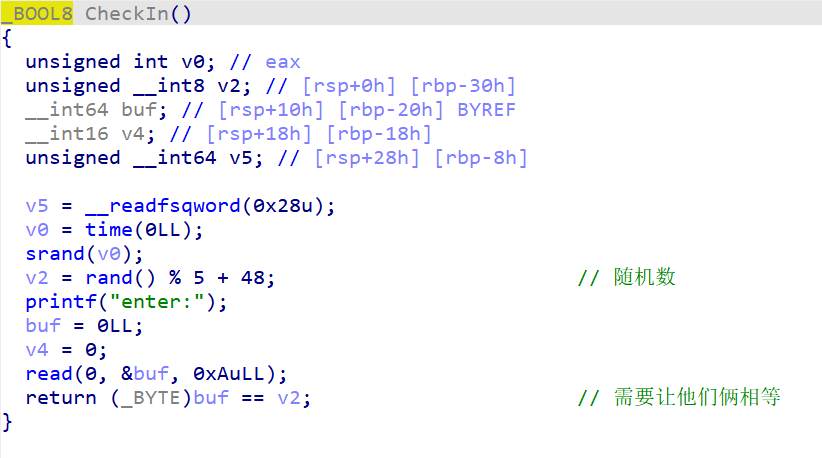 _BOOL8 CheckIn()
{
unsigned int v0; // eax
unsigned __int8 v2; // [rsp+0h] [rbp-30h]
__int64 buf; // [rsp+10h] [rbp-20h] BYREF
__int16 v4; // [rsp+18h] [rbp-18h]
unsigned __int64 v5; // [rsp+28h] [rbp-8h]
v5 = __readfsqword(0x28u);
v0 = time(0LL);
srand(v0);
v2 = rand() % 5 + 48; // 随机数
printf("enter:");
buf = 0LL;
v4 = 0;
read(0, &buf, 0xAuLL);
return (_BYTE)buf == v2; // 需要让他们俩相等
}